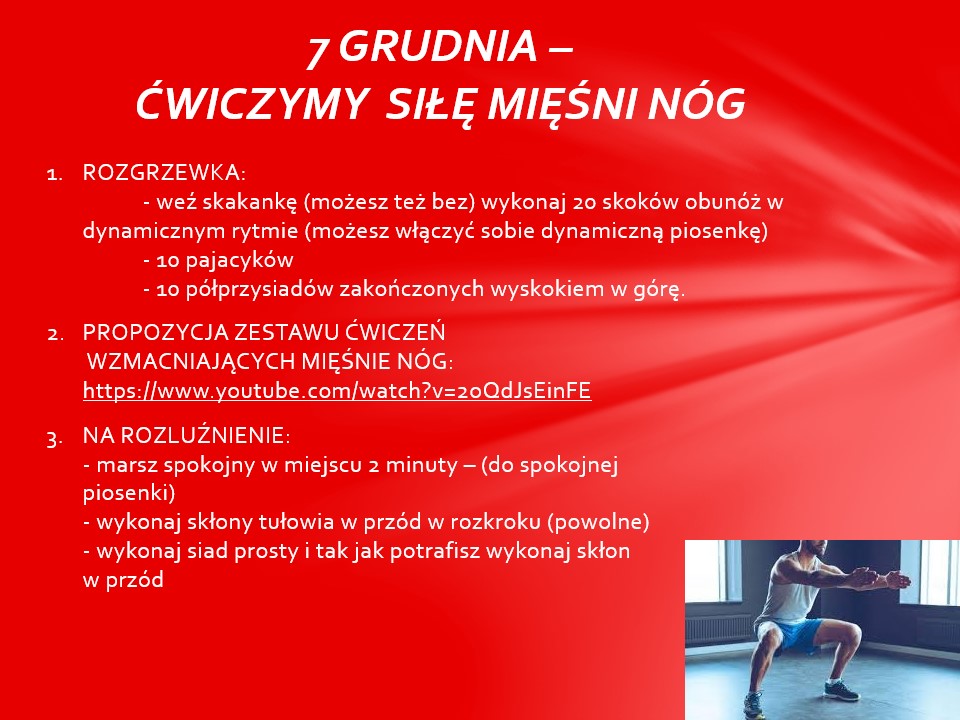 7 GRUDNIA –
ĆWICZYMY SIŁĘ MIĘŚNI NÓG
1. ROZGRZEWKA:
- weź skakankę (możesz też bez) wykonaj 20 skoków obunóż w
dynamicznym rytmie (możesz włączyć sobie dynamiczną piosenkę)
- 10 pajacyków
- 10 półprzysiadów zakończonych wyskokiem w górę.
2. PROPOZYCJA ZESTAWU ĆWICZEŃ
WZMACNIAJĄCYCH MIĘŚNIE NÓG:
https://www.youtube.com/watch?v=2oQdJsEinFE
3. NA ROZLUŹNIENIE:
- marsz spokojny w miejscu 2 minuty – (do spokojnej
piosenki)
- wykonaj skłony tułowia w przód w rozkroku (powolne)
- wykonaj siad prosty i tak jak potrafisz wykonaj skłon
w przód